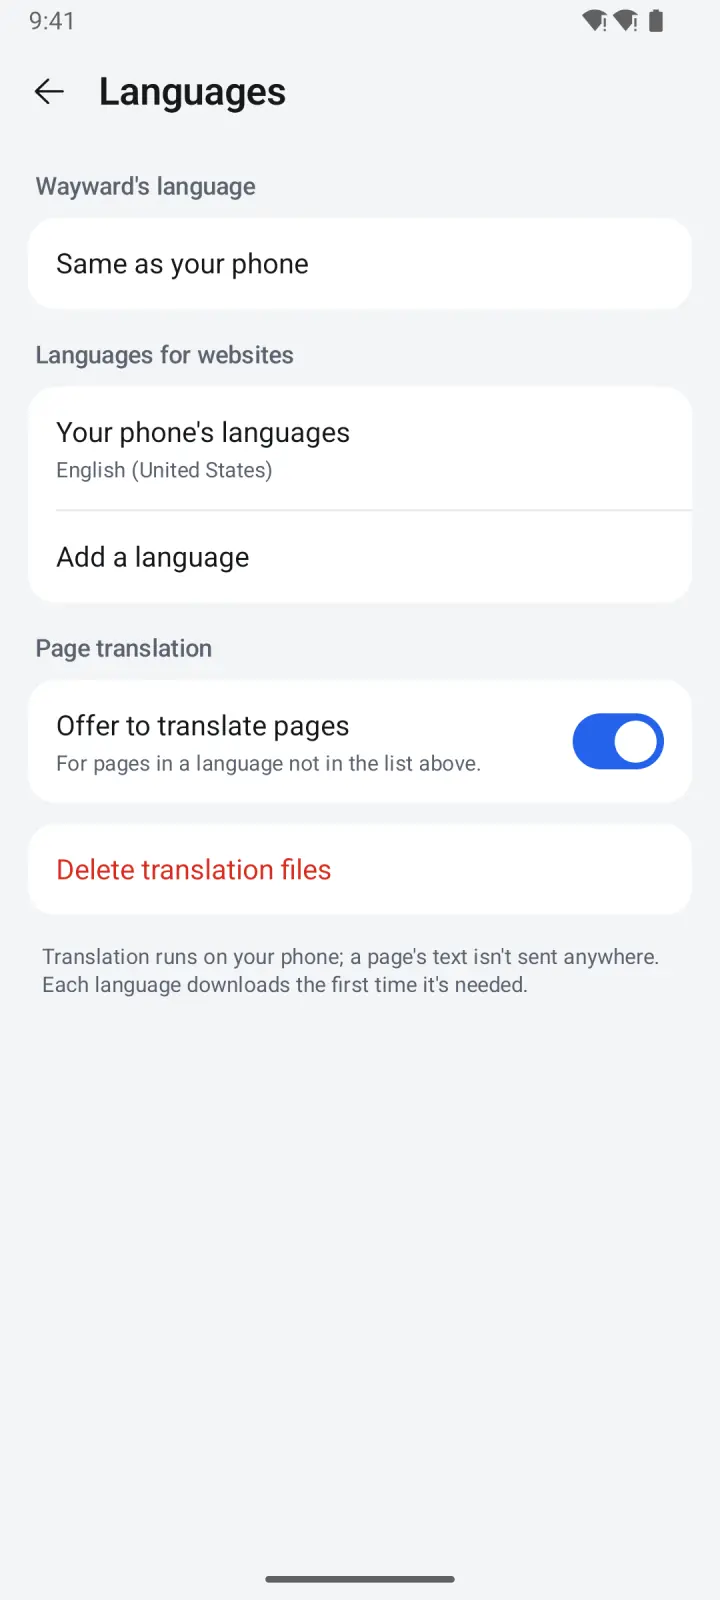 9:41
Languages
Wayward's language
Same as your phone
Languages for websites
Your phone's languages
English (United States)
Add a language
Page translation
Offer to translate pages
For pages in a language not in the list above.
Delete translation files
Translation runs on your phone; a page's text isn't sent anywhere.
Each language downloads the first time it's needed.